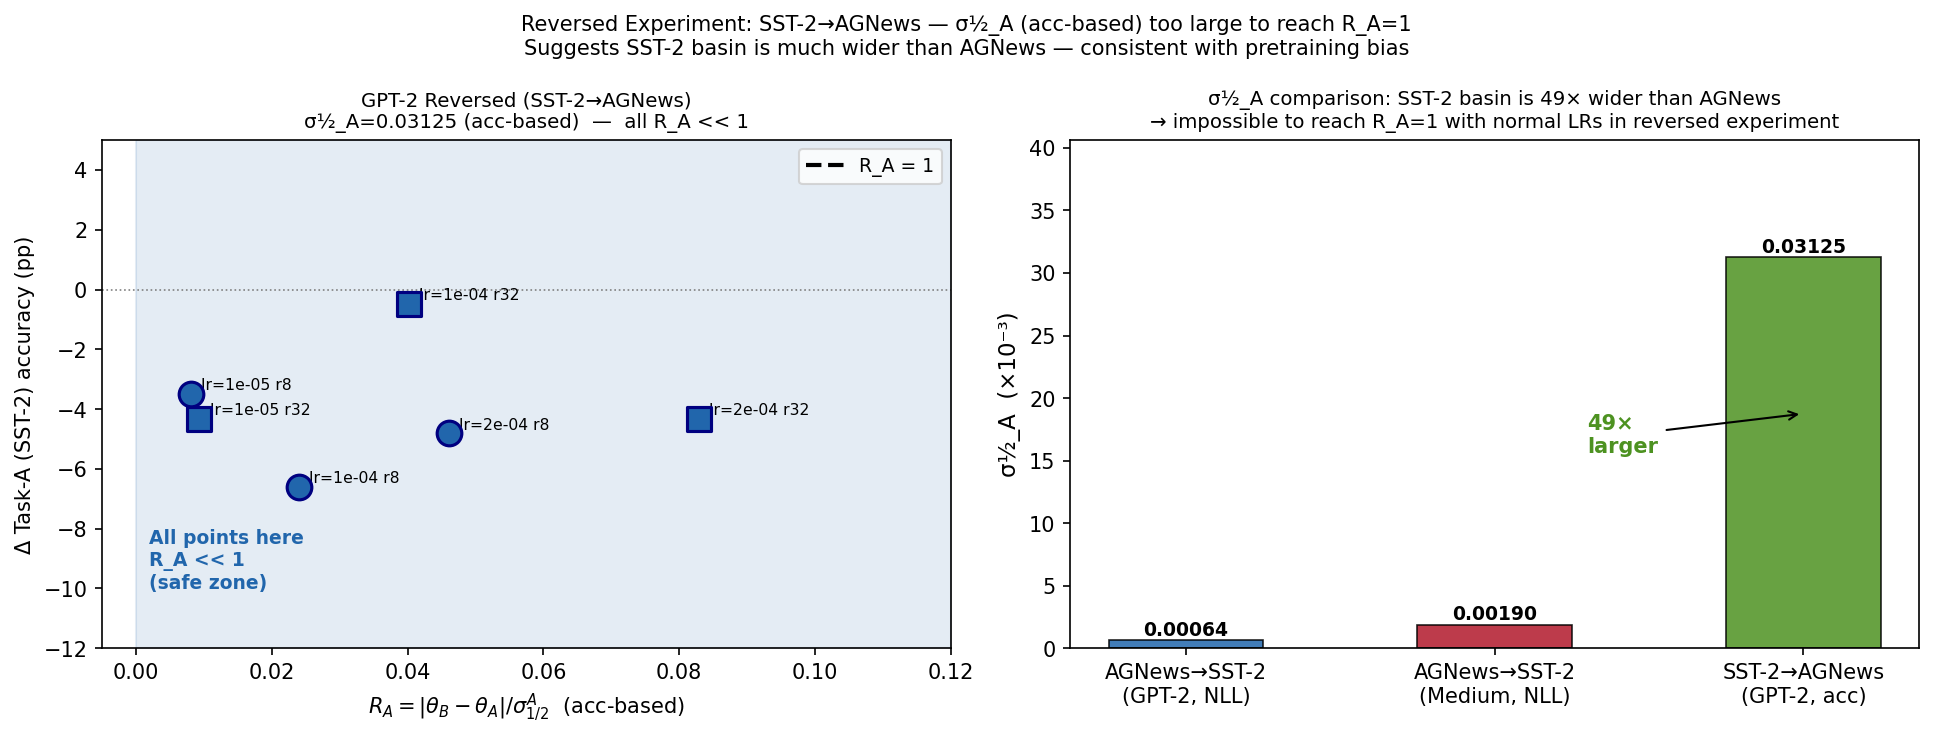 Reversed Experiment: SST-2→AGNews — σ½_A (acc-based) too large to reach R_A=1
Suggests SST-2 basin is much wider than AGNews — consistent with pretraining bias
GPT-2 Reversed (SST-2→AGNews)
σ½_A=0.03125 (acc-based)  —  all R_A << 1
R_A = 1
Δ Task-A (SST-2) accuracy (pp)
4
2
0
−2
−4
−6
−8
−10
−12
lr=1e-04 r32
lr=1e-05 r8
lr=1e-05 r32
lr=2e-04 r8
lr=2e-04 r32
lr=1e-04 r8
All points here
R_A << 1
(safe zone)
0.00 0.02 0.04 0.06 0.08 0.10 0.12
R_A = |θ_B − θ_A|/σ^A_{1/2}  (acc-based)
σ½_A comparison: SST-2 basin is 49× wider than AGNews
→ impossible to reach R_A=1 with normal LRs in reversed experiment
σ½_A  (×10⁻³)
40
35
30
25
20
15
10
5
0
0.00064
0.00190
0.03125
49×
larger
AGNews→SST-2
(GPT-2, NLL)
AGNews→SST-2
(Medium, NLL)
SST-2→AGNews
(GPT-2, acc)